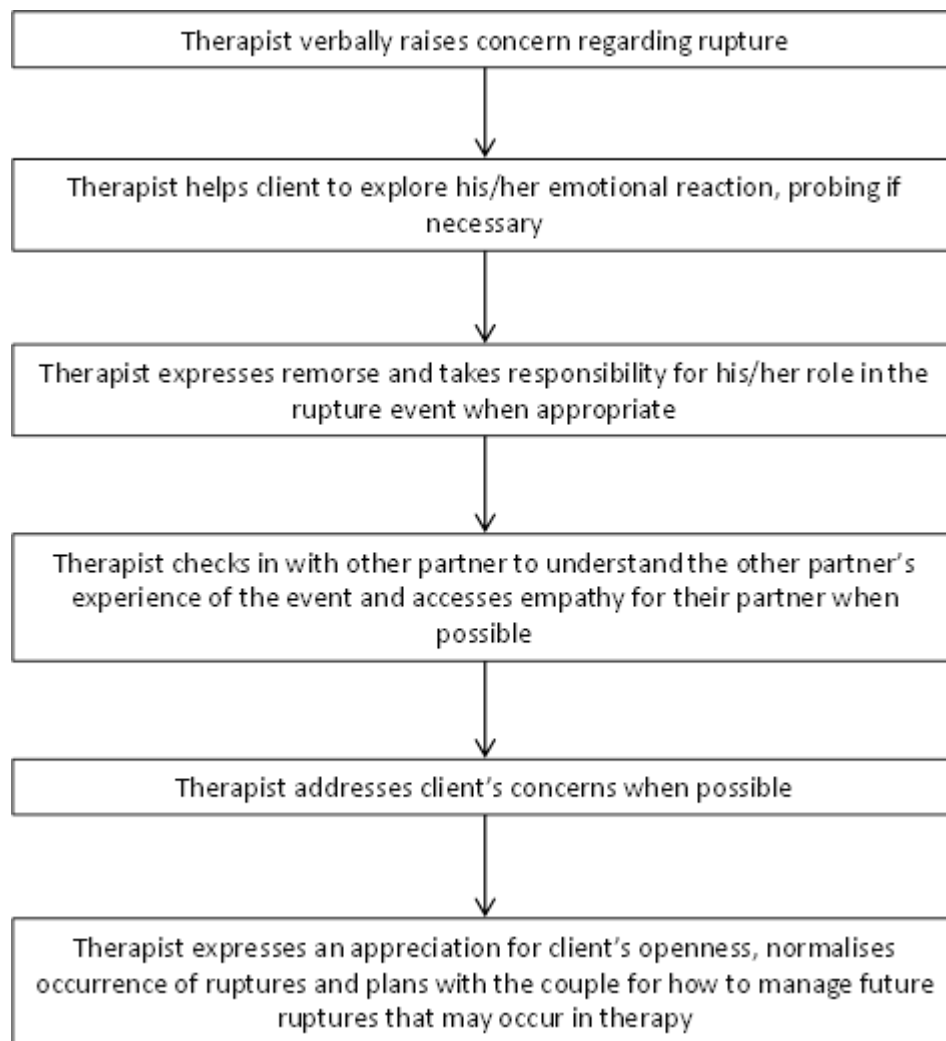 Therapist verbally raises concern regarding rupture
Therapist helps client to explore his/her emotional reaction, probing if
necessary
Therapist expresses remorse and takes responsibility for his/her role in the
rupture event when appropriate
Therapist checks in with other partner to understand the other partner's
experience of the event and accesses empathy for their partner when
possible
Therapist addresses client's concerns when possible
Therapist expresses an appreciation for client's openness, normalises
occurrence of ruptures and plans with the couple for how to manage future
ruptures that may occur in therapy